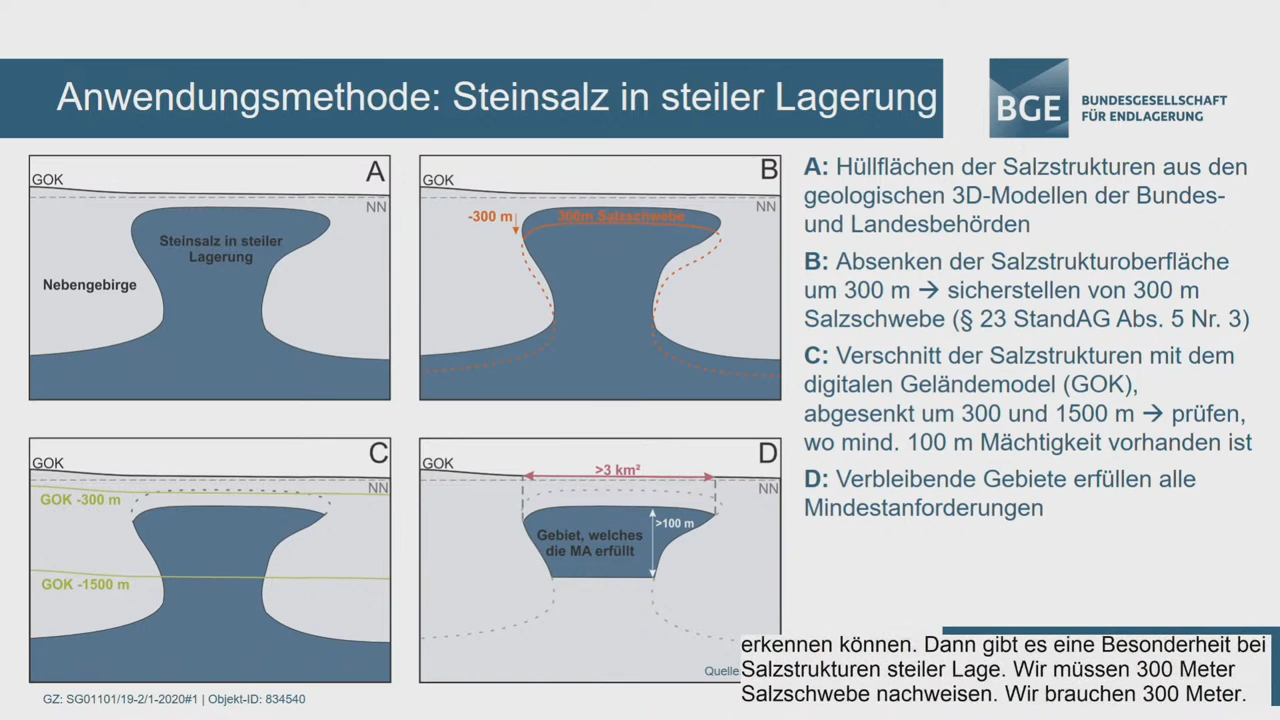 Anwendungsmethode: Steinsalz in steiler Lagerung
BGE
BUNDESGESELLSCHAFT
FÜR ENDLAGERUNG
GOK
A
NN
Steinsalz in steiler
Lagerung
Nebengebirge
GOK
B
NN
-300 m
300m Salzschwebe
A: Hüllflächen der Salzstrukturen aus den
geologischen 3D-Modellen der Bundes-
und Landesbehörden
B: Absenken der Salzstrukturoberfläche
um 300 m → sicherstellen von 300 m
Salzschwebe (§ 23 StandAG Abs. 5 Nr. 3)
C: Verschnitt der Salzstrukturen mit dem
digitalen Geländemodel (GOK),
abgesenkt um 300 und 1500 m → prüfen,
wo mind. 100 m Mächtigkeit vorhanden ist
D: Verbleibende Gebiete erfüllen alle
Mindestanforderungen
GOK
C
NN
GOK -300 m
GOK -1500 m
GOK
D
>3 km²
NN
>100 m
Gebiet, welches
die MA erfüllt
Quelle
GZ: SG01101/19-2/1-2020#1 | Objekt-ID: 834540
erkennen können. Dann gibt es eine Besonderheit bei
Salzstrukturen steiler Lage. Wir müssen 300 Meter
Salzschwebe nachweisen. Wir brauchen 300 Meter.